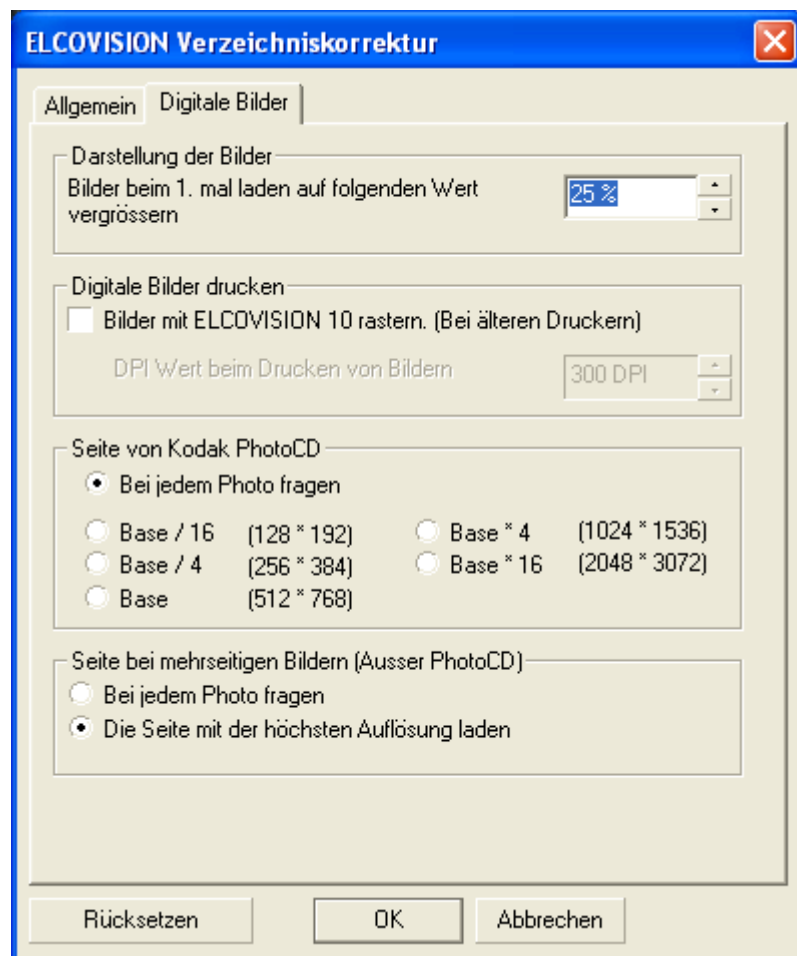 ELCOVISION Verzeichniskorrektur
Allgemein
Digitale Bilder
Darstellung der Bilder
Bilder beim 1. mal laden auf folgenden Wert
vergrössern
25 %
Digitale Bilder drucken
Bilder mit ELCOVISION 10 rastern. (Bei älteren Druckern)
DPI Wert beim Drucken von Bildern
300 DPI
Seite von Kodak PhotoCD
Bei jedem Photo fragen
Base / 16 (128 * 192)
Base * 4 (1024 * 1536)
Base / 4 (256 * 384)
Base * 16 (2048 * 3072)
Base (512 * 768)
Seite bei mehrseitigen Bildern (Ausser PhotoCD)
Bei jedem Photo fragen
Die Seite mit der höchsten Auflösung laden
Rücksetzen
OK
Abbrechen